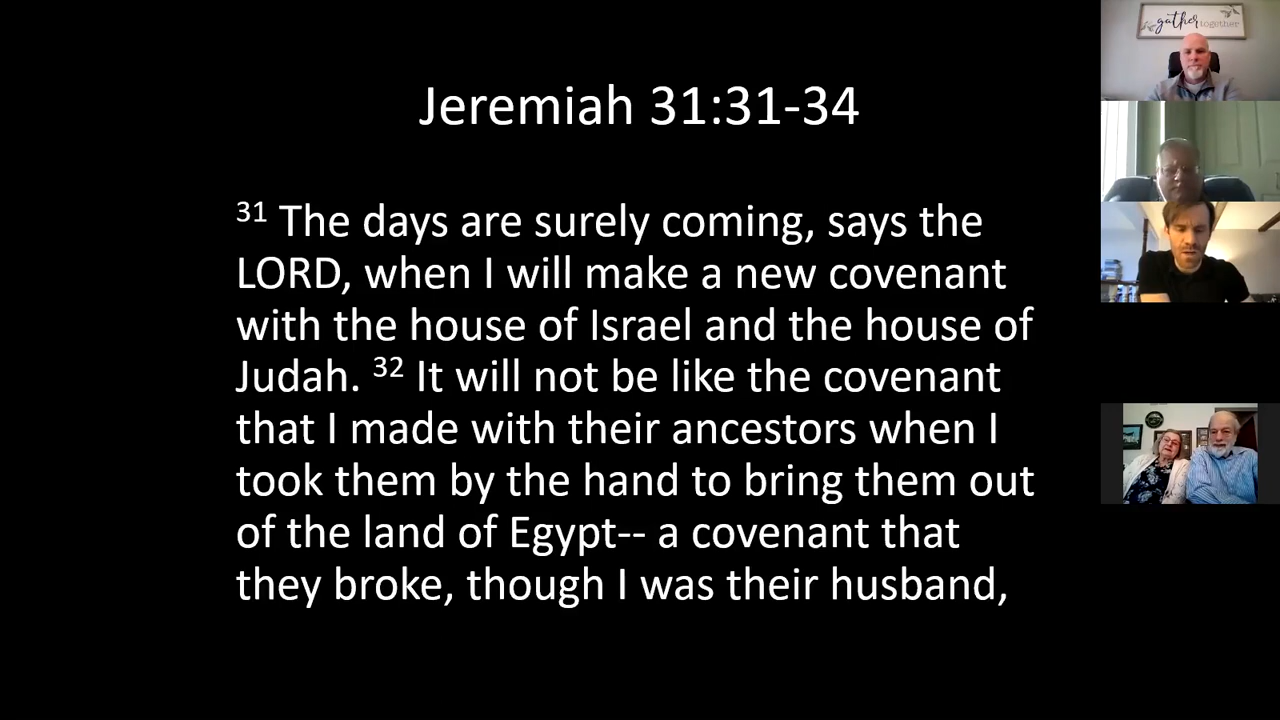 Jeremiah 31:31-34
31 The days are surely coming, says the
LORD, when I will make a new covenant
with the house of Israel and the house of
Judah. 32 It will not be like the covenant
that I made with their ancestors when I
took them by the hand to bring them out
of the land of Egypt-- a covenant that
they broke, though I was their husband,
gather together